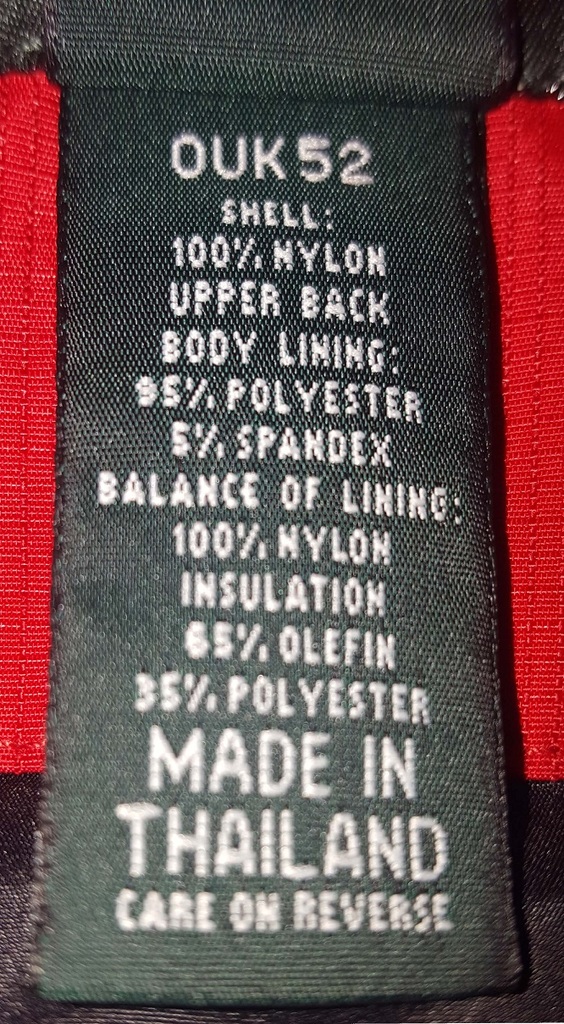 OUK52
SHELL:
100% NYLON
UPPER BACK
BODY LINING:
95% POLYESTER
5% SPANDEX
BALANCE OF LINING:
100% NYLON
INSULATION
65% OLEFIN
35% POLYESTER
MADE IN
THAILAND
CARE ON REVERSE